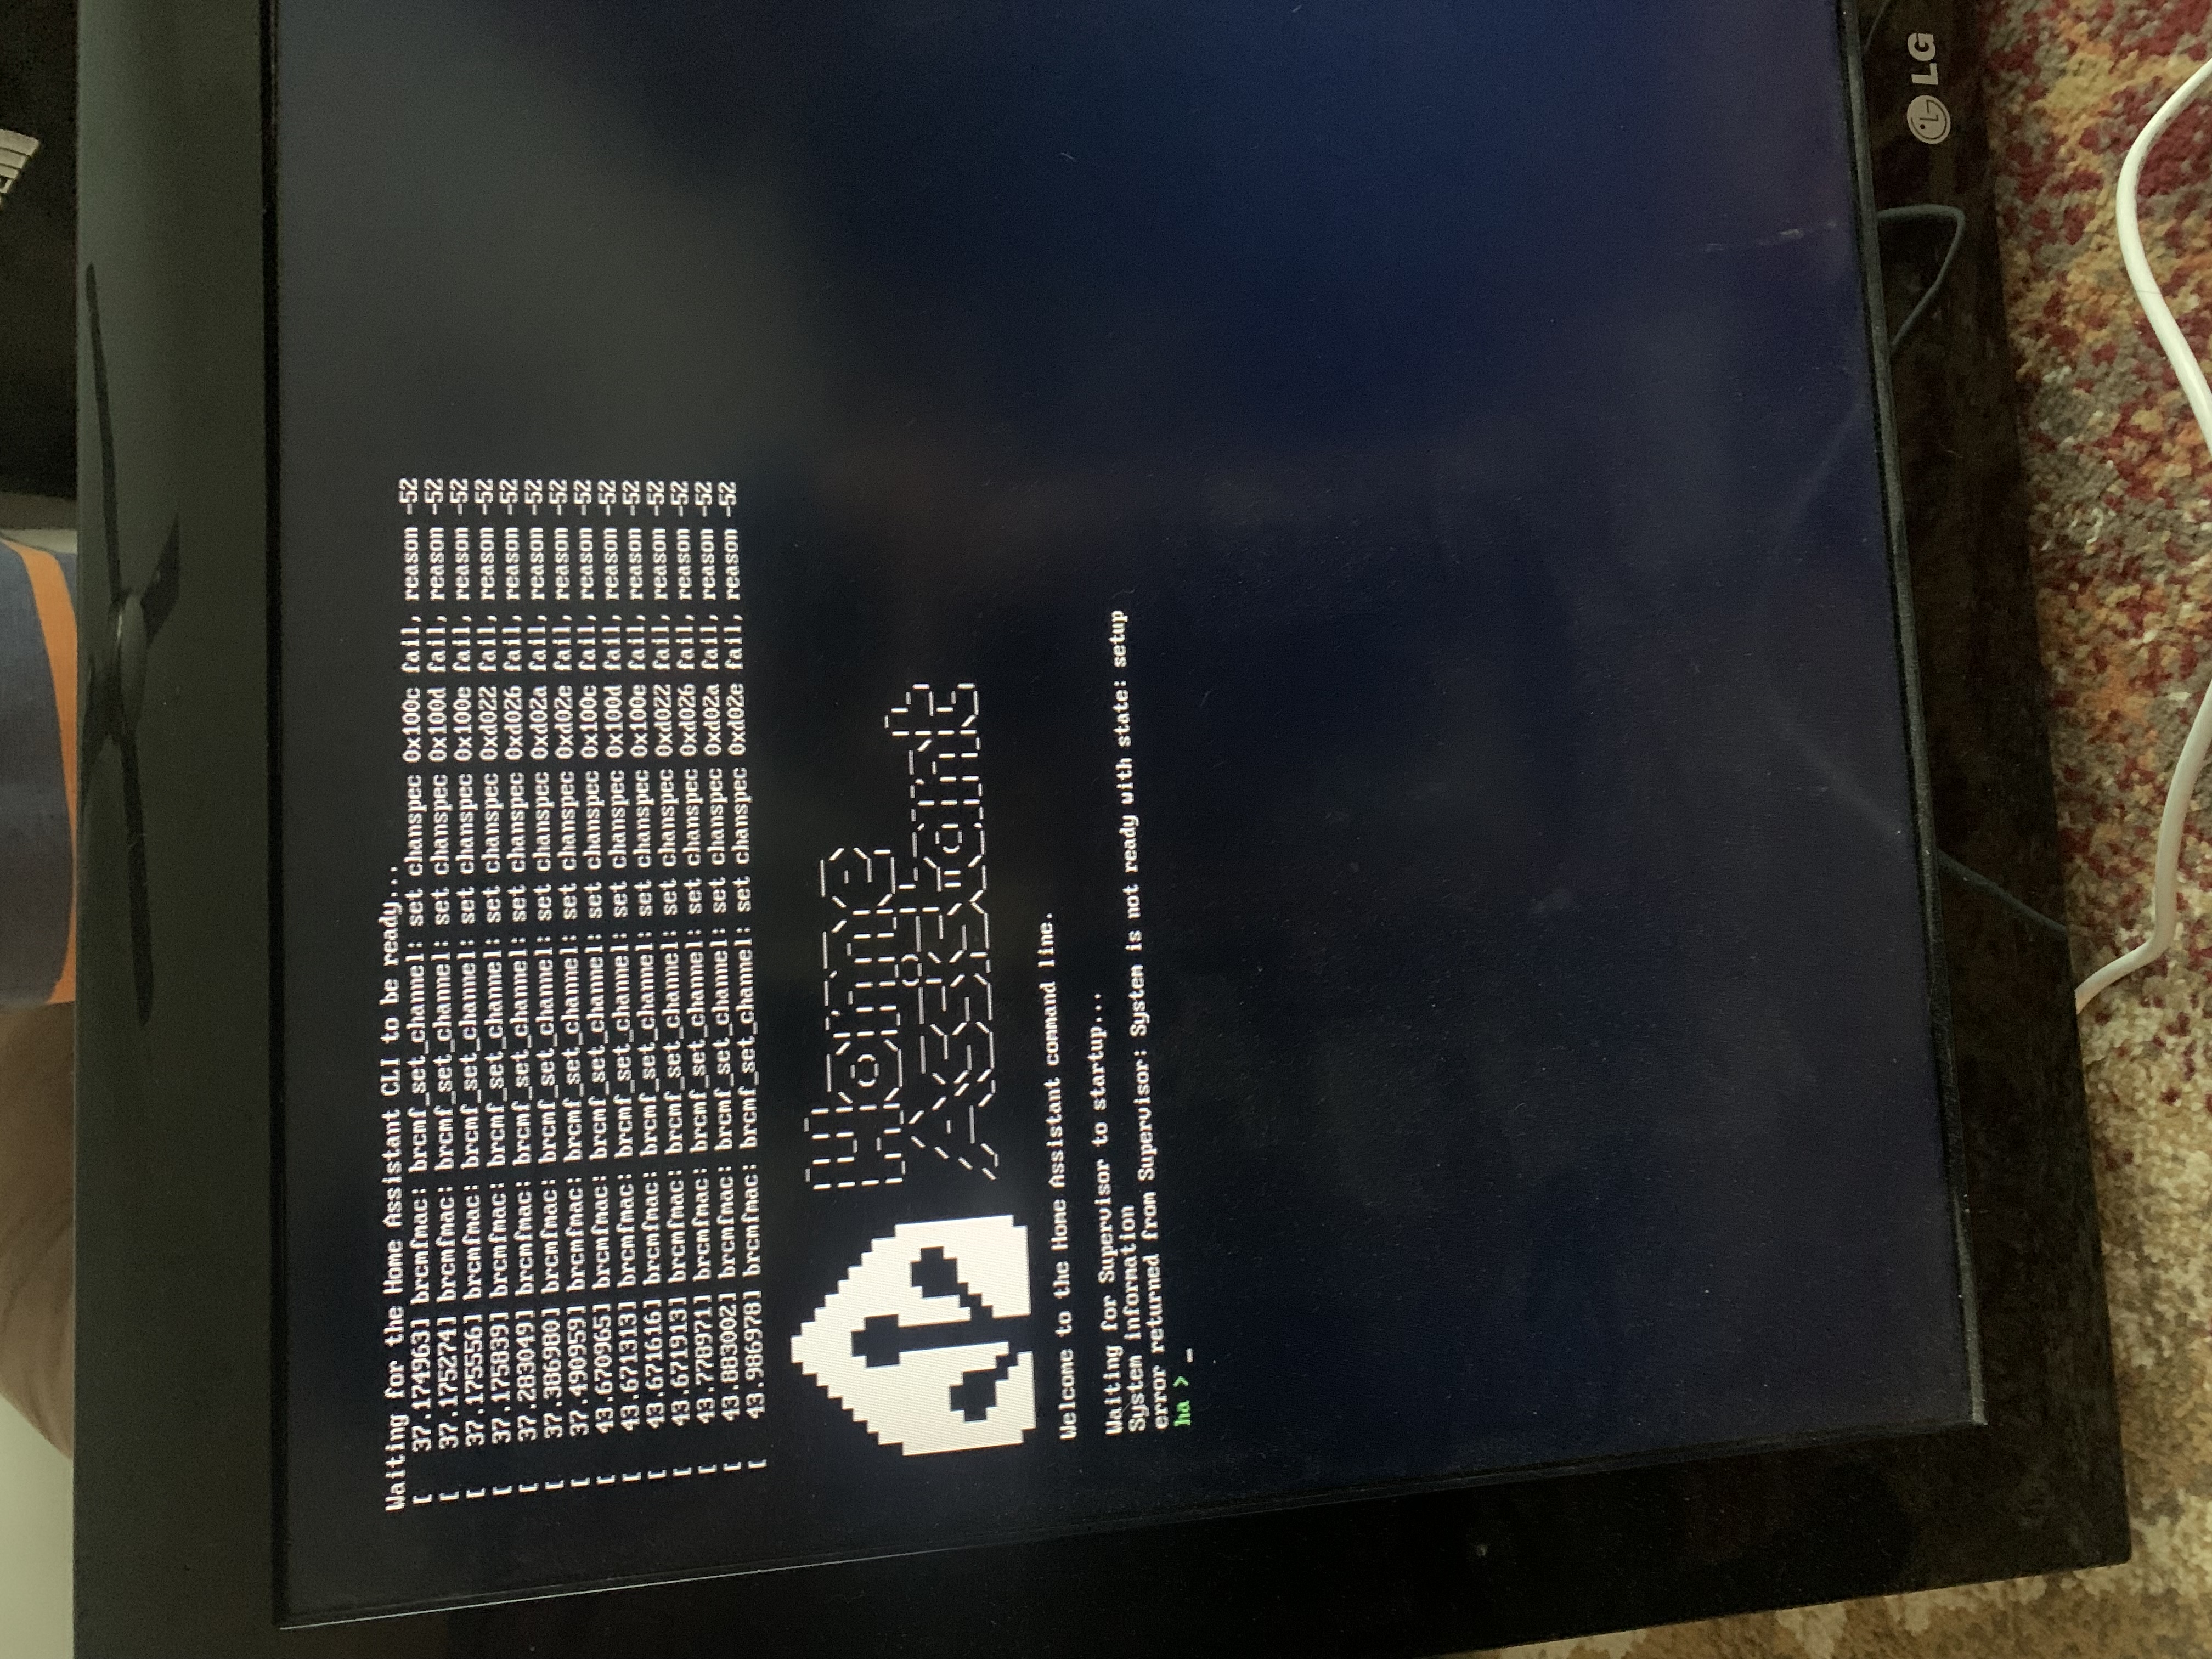 Waiting for the Home Assistant CLI to be ready...
[   37.174963] brcmfmac: brcmf_set_channel: set chanspec 0x100c fail, reason -52
[   37.175274] brcmfmac: brcmf_set_channel: set chanspec 0x100d fail, reason -52
[   37.175556] brcmfmac: brcmf_set_channel: set chanspec 0x100e fail, reason -52
[   37.175839] brcmfmac: brcmf_set_channel: set chanspec 0xd022 fail, reason -52
[   37.283049] brcmfmac: brcmf_set_channel: set chanspec 0xd026 fail, reason -52
[   37.386980] brcmfmac: brcmf_set_channel: set chanspec 0xd02a fail, reason -52
[   37.490959] brcmfmac: brcmf_set_channel: set chanspec 0xd02e fail, reason -52
[   43.670965] brcmfmac: brcmf_set_channel: set chanspec 0x100c fail, reason -52
[   43.671313] brcmfmac: brcmf_set_channel: set chanspec 0x100d fail, reason -52
[   43.671616] brcmfmac: brcmf_set_channel: set chanspec 0x100e fail, reason -52
[   43.671913] brcmfmac: brcmf_set_channel: set chanspec 0xd022 fail, reason -52
[   43.778971] brcmfmac: brcmf_set_channel: set chanspec 0xd026 fail, reason -52
[   43.883002] brcmfmac: brcmf_set_channel: set chanspec 0xd02a fail, reason -52
[   43.986978] brcmfmac: brcmf_set_channel: set chanspec 0xd02e fail, reason -52
Home
Assistant
Welcome to the Home Assistant command line.
Waiting for Supervisor to startup...
System information
error returned from Supervisor: System is not ready with state: setup
ha > _
LG